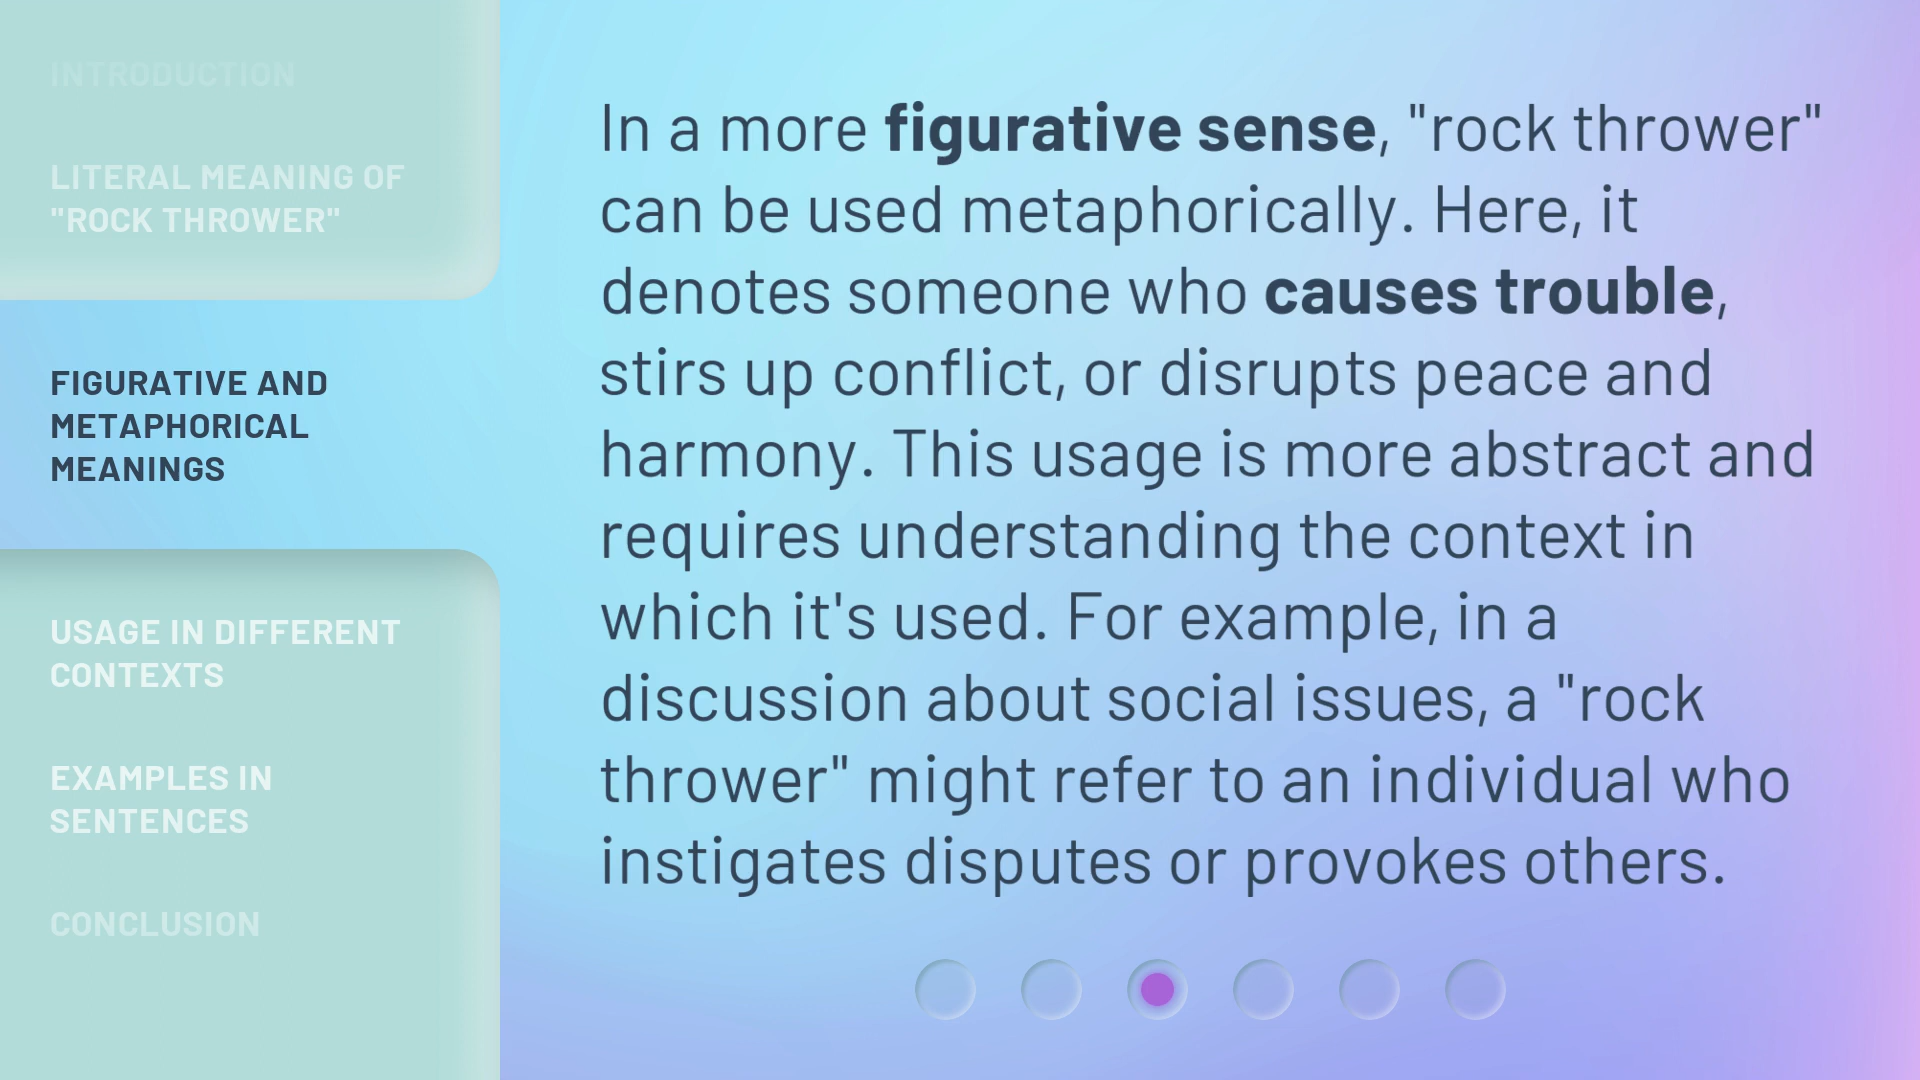 INTRODUCTION
LITERAL MEANING OF
"ROCK THROWER"
FIGURATIVE AND
METAPHORICAL
MEANINGS
USAGE IN DIFFERENT
CONTEXTS
EXAMPLES IN
SENTENCES
CONCLUSION
In a more figurative sense, "rock thrower"
can be used metaphorically. Here, it
denotes someone who causes trouble,
stirs up conflict, or disrupts peace and
harmony. This usage is more abstract and
requires understanding the context in
which it's used. For example, in a
discussion about social issues, a "rock
thrower" might refer to an individual who
instigates disputes or provokes others.